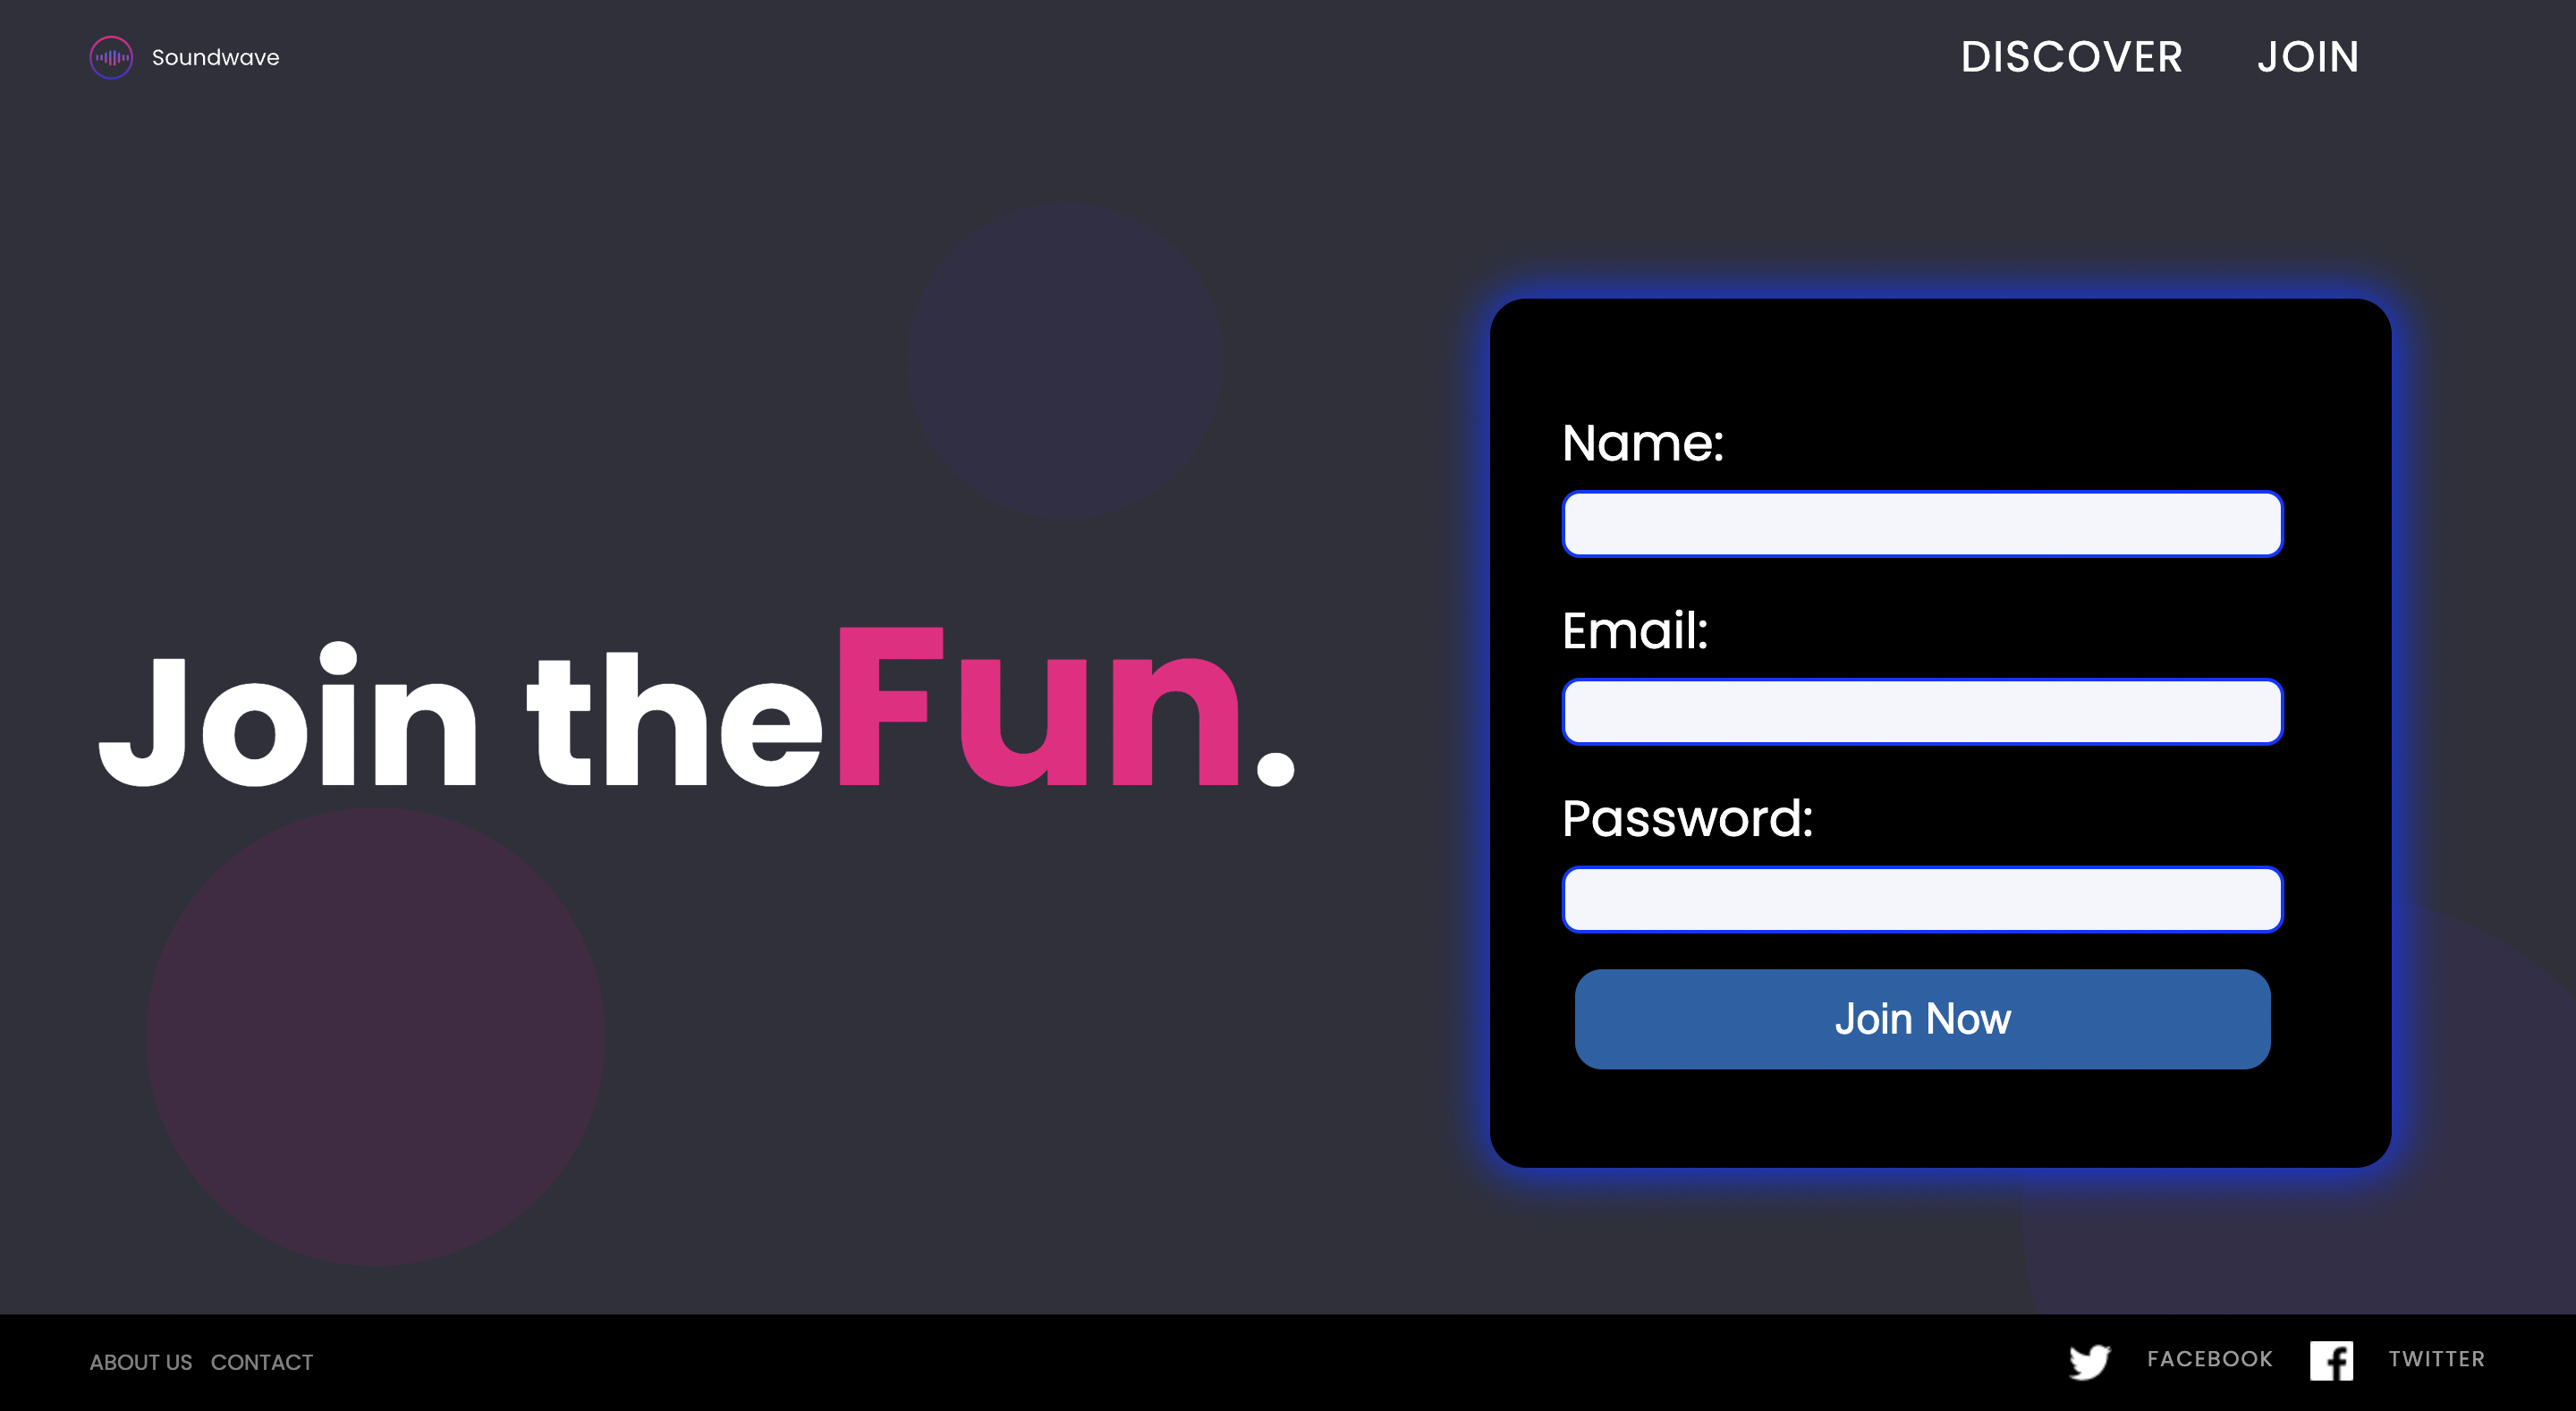 Soundwave
DISCOVER JOIN
Join theFun.
Name:
Email:
Password:
Join Now
ABOUT US CONTACT
FACEBOOK TWITTER